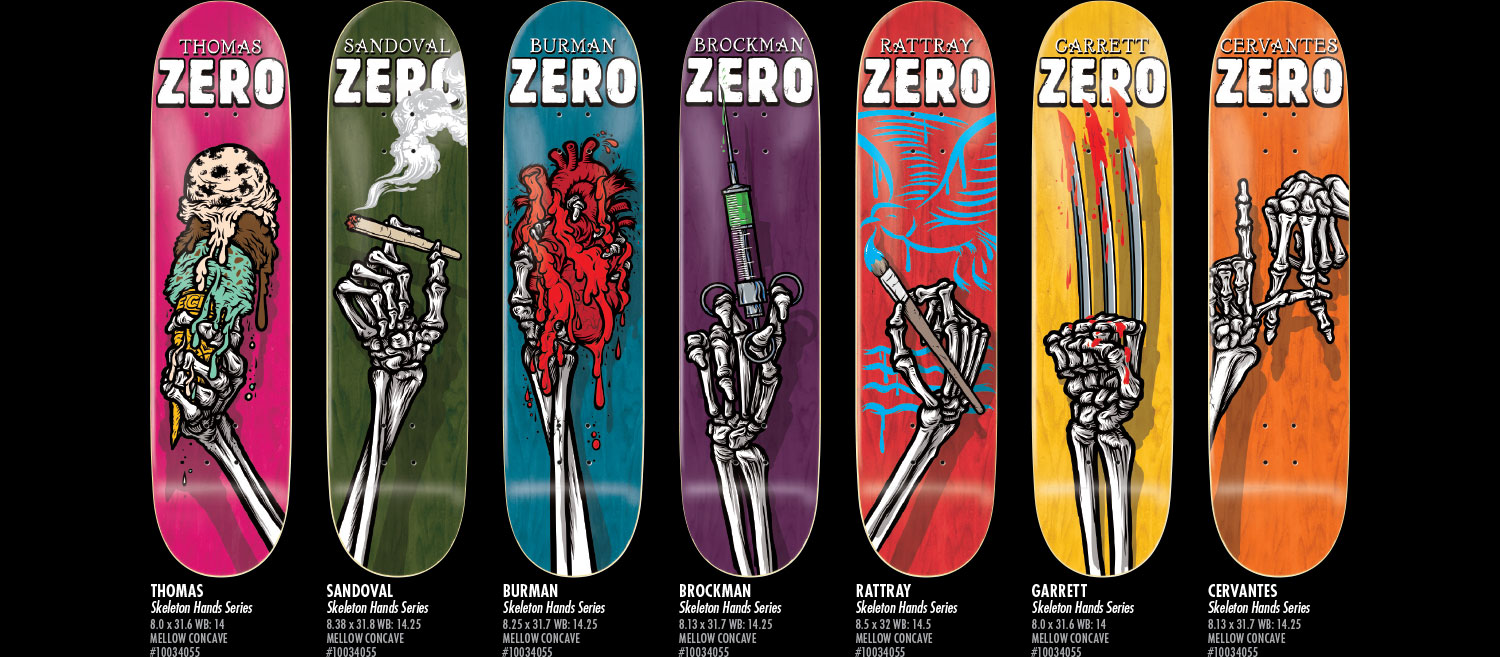 THOMAS
ZERO
SANDOVAL
ZERO
BURMAN
ZERO
BROCKMAN
ZERO
RATTRAY
ZERO
GARRETT
ZERO
CERVANTES
ZERO
THOMAS
Skeleton Hands Series
8.0 x 31.6 WB: 14
MELLOW CONCAVE
#10034055
SANDOVAL
Skeleton Hands Series
8.38 x 31.8 WB: 14.25
MELLOW CONCAVE
#10034055
BURMAN
Skeleton Hands Series
8.25 x 31.7 WB: 14.25
MELLOW CONCAVE
#10034055
BROCKMAN
Skeleton Hands Series
8.13 x 31.7 WB: 14.25
MELLOW CONCAVE
#10034055
RATTRAY
Skeleton Hands Series
8.5 x 32 WB: 14.5
MELLOW CONCAVE
#10034055
GARRETT
Skeleton Hands Series
8.0 x 31.6 WB: 14
MELLOW CONCAVE
#10034055
CERVANTES
Skeleton Hands Series
8.13 x 31.7 WB: 14.25
MELLOW CONCAVE
#10034055